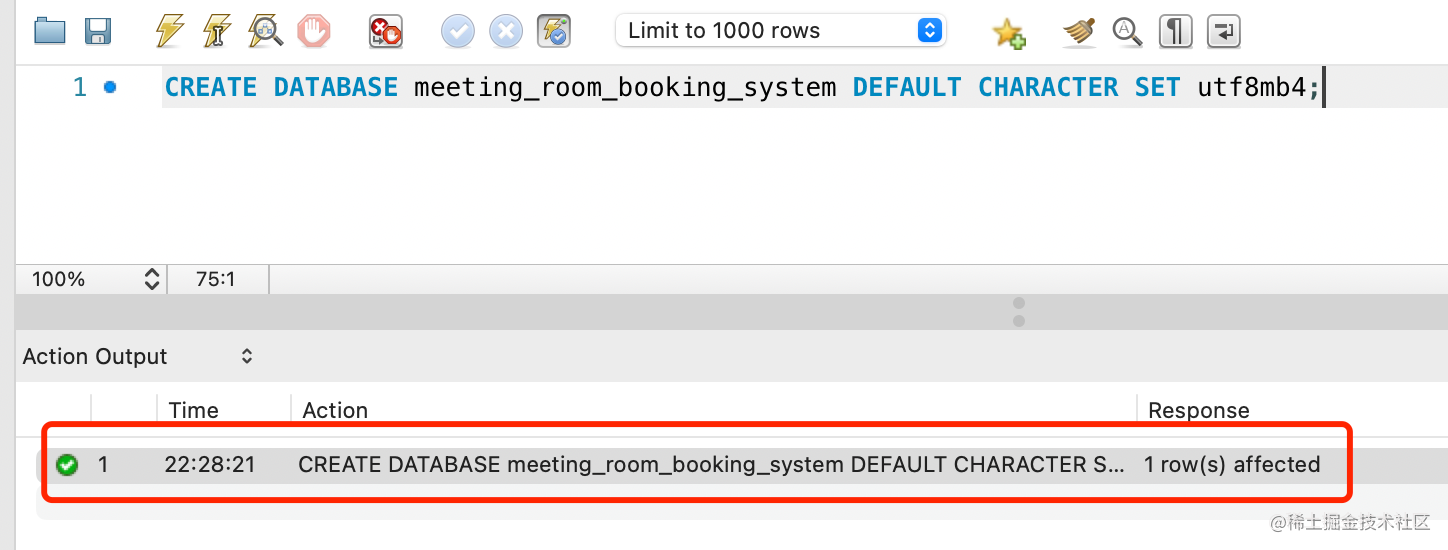 Limit to 1000 rows
1 CREATE DATABASE meeting_room_booking_system DEFAULT CHARACTER SET utf8mb4;
100% 75:1
Action Output
Time Action Response
1 22:28:21 CREATE DATABASE meeting_room_booking_system DEFAULT CHARACTER S... 1 row(s) affected
@稀土掘金技术社区